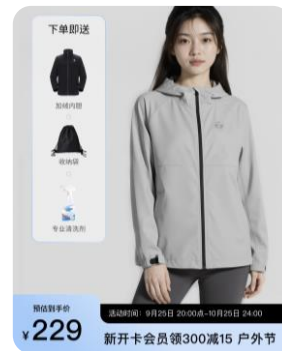 下单即送
加绒内胆
收纳袋
专业清洗剂
预估到手价
¥229
活动时间：9月25日 20:00点-10月25日 24:00
新开卡会员领300减15 户外节